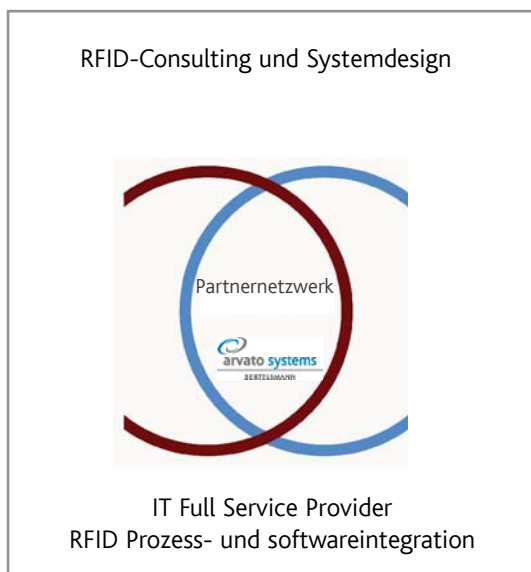 RFID-Consulting und Systemdesign
Partnernetzwerk
arvato systems
BERTELSMANN
IT Full Service Provider
RFID Prozess- und softwareintegration